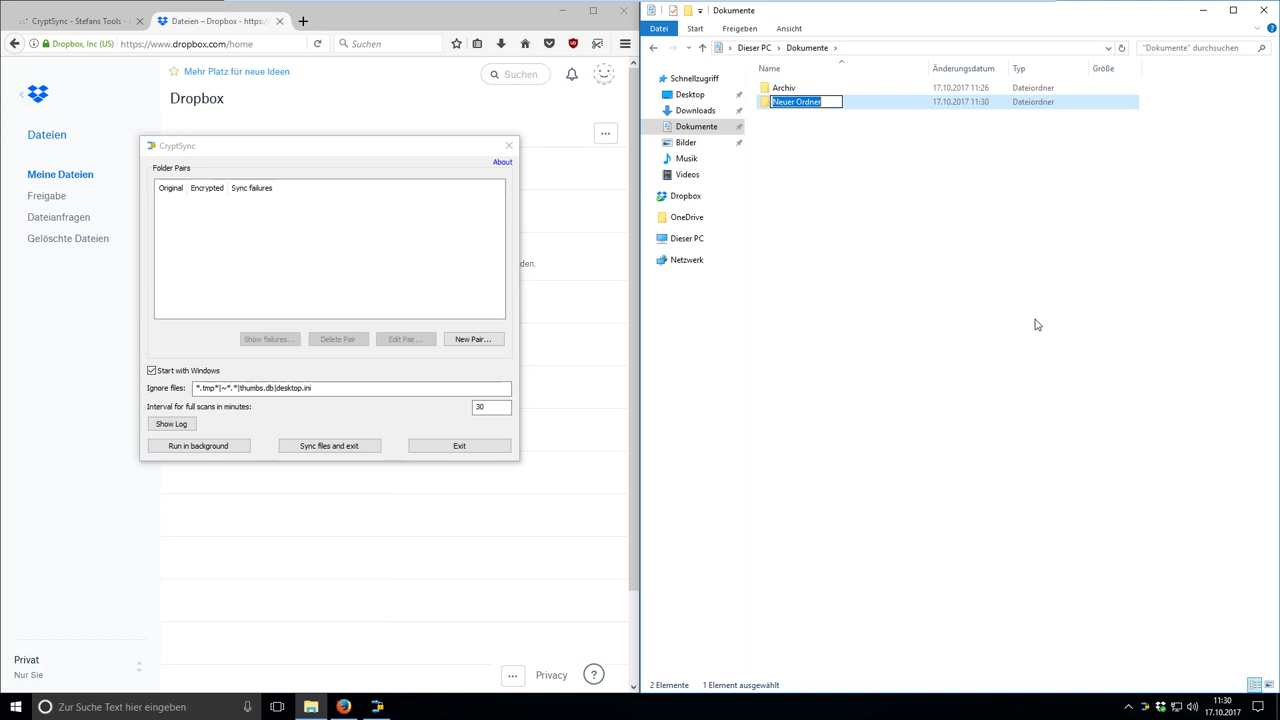 CryptSync - Stefans Tools -
Dateien – Dropbox - https:/
Dropbox, Inc (US)
https://www.dropbox.com/home
Suchen
Mehr Platz für neue Ideen
Suchen
Dropbox
Dateien
Meine Dateien
Freigabe
Dateianfragen
Gelöschte Dateien
den.
Privat
Nur Sie
...
Privacy
?
CryptSync
About
Folder Pairs
Original
Encrypted
Sync failures
Show failures...
Delete Pair
Edit Pair...
New Pair...
Start with Windows
Ignore files:
*.tmp*|~*.*|thumbs.db|desktop.ini
Interval for full scans in minutes:
30
Show Log
Run in background
Sync files and exit
Exit
Dokumente
Datei
Start
Freigeben
Ansicht
Dieser PC
Dokumente
"Dokumente" durchsuchen
Name
Änderungsdatum
Typ
Größe
Archiv
17.10.2017 11:26
Dateiordner
Neuer Ordner
17.10.2017 11:30
Dateiordner
Schnellzugriff
Desktop
Downloads
Dokumente
Bilder
Musik
Videos
Dropbox
OneDrive
Dieser PC
Netzwerk
2 Elemente
1 Element ausgewählt
Zur Suche Text hier eingeben
11:30
17.10.2017